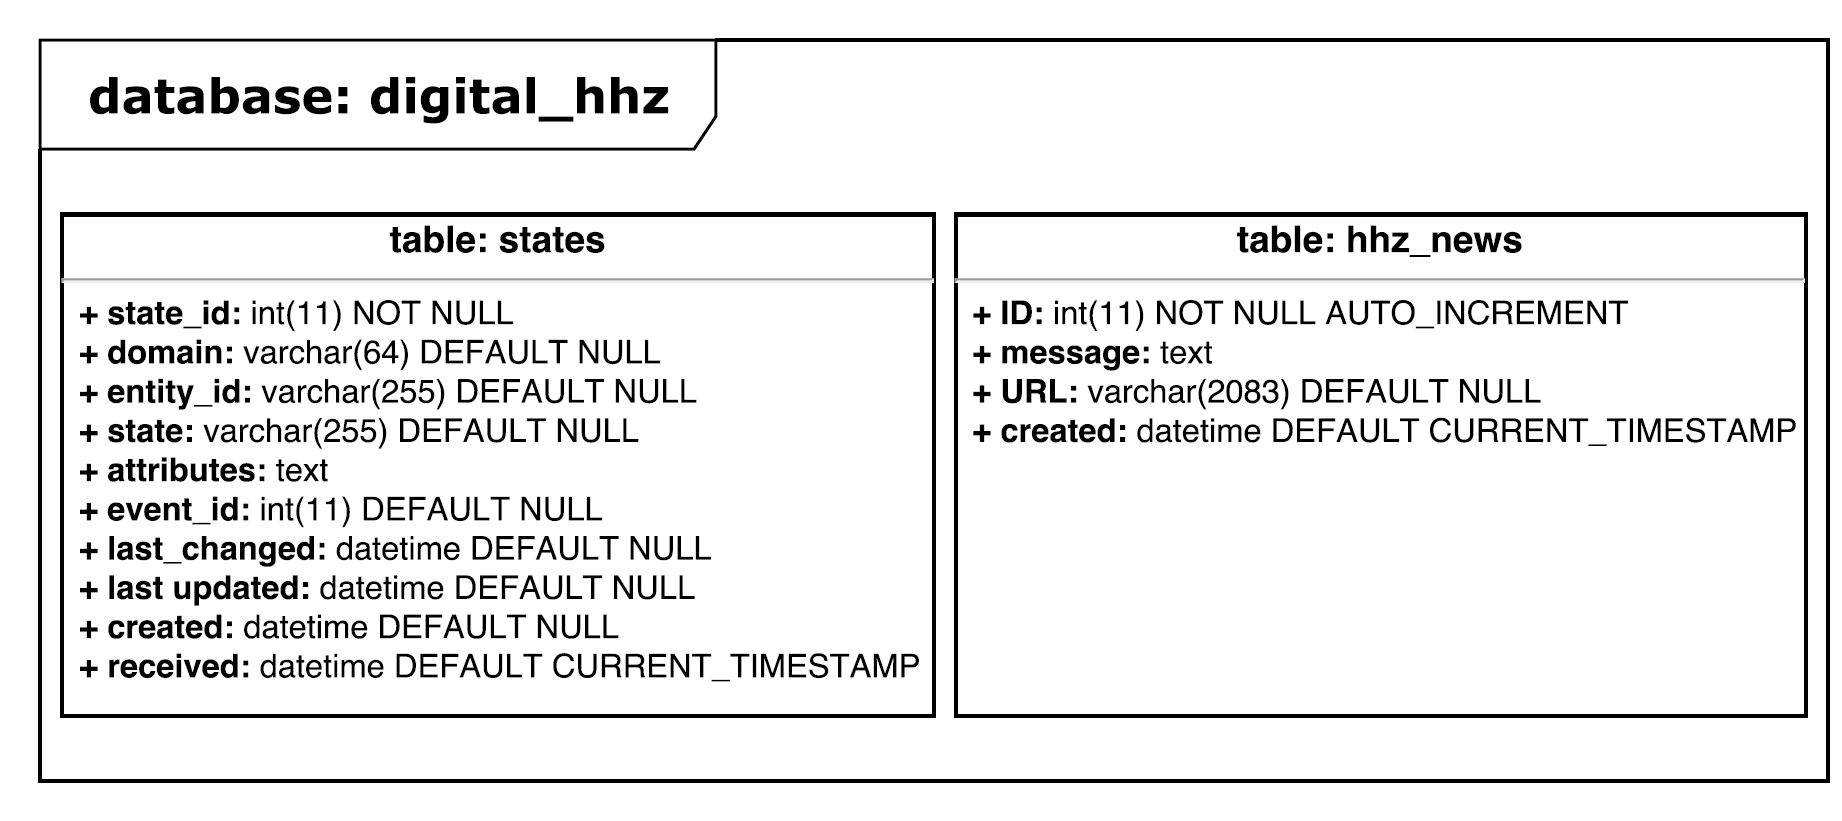 database: digital_hhz
table: states
+ state_id: int(11) NOT NULL
+ domain: varchar(64) DEFAULT NULL
+ entity_id: varchar(255) DEFAULT NULL
+ state: varchar(255) DEFAULT NULL
+ attributes: text
+ event_id: int(11) DEFAULT NULL
+ last_changed: datetime DEFAULT NULL
+ last updated: datetime DEFAULT NULL
+ created: datetime DEFAULT NULL
+ received: datetime DEFAULT CURRENT_TIMESTAMP
table: hhz_news
+ ID: int(11) NOT NULL AUTO_INCREMENT
+ message: text
+ URL: varchar(2083) DEFAULT NULL
+ created: datetime DEFAULT CURRENT_TIMESTAMP